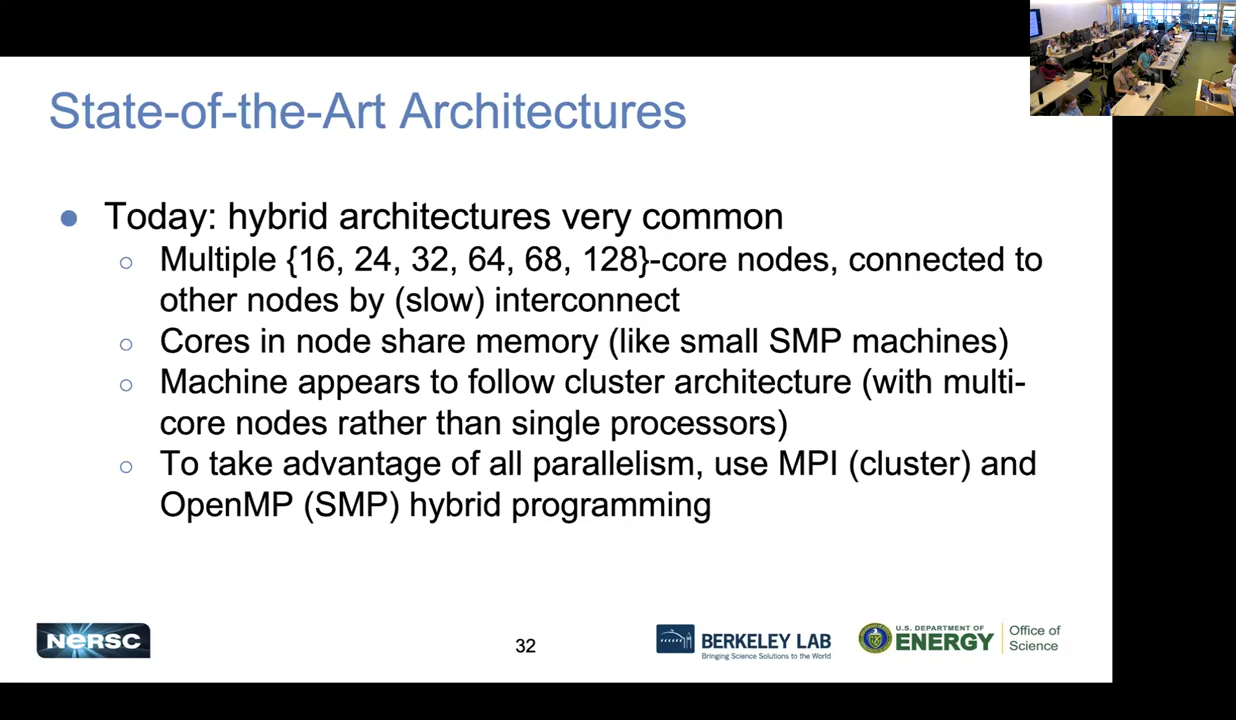 State-of-the-Art Architectures
● Today: hybrid architectures very common
○ Multiple {16, 24, 32, 64, 68, 128}-core nodes, connected to
other nodes by (slow) interconnect
○ Cores in node share memory (like small SMP machines)
○ Machine appears to follow cluster architecture (with multi-
core nodes rather than single processors)
○ To take advantage of all parallelism, use MPI (cluster) and
OpenMP (SMP) hybrid programming
NERSC
32
BERKELEY LAB
Bringing Science Solutions to the World
U.S. DEPARTMENT OF
ENERGY
Office of
Science